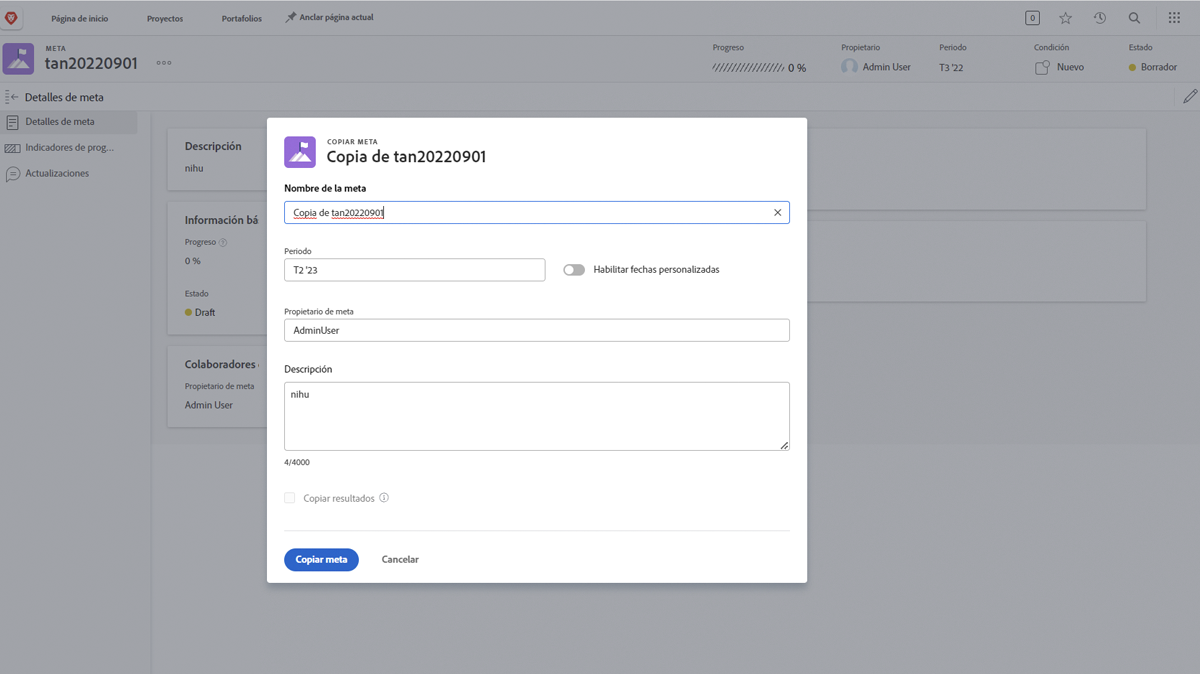 Página de inicio Proyectos Portafolios Anclar página actual 0
META
tan20220901
Progreso Propietario Periodo Condición Estado
0 % Admin User T3 '22 Nuevo Borrador
Detalles de meta
Detalles de meta
Indicadores de prog...
Actualizaciones
Descripción
nihu
Información bá
Progreso
0 %
Estado
Draft
Colaboradores
Propietario de meta
Admin User
COPIAR META
Copia de tan20220901
Nombre de la meta
Copia de tan20220901
Periodo
T2 '23
Habilitar fechas personalizadas
Propietario de meta
AdminUser
Descripción
nihu
4/4000
Copiar resultados
Copiar meta Cancelar